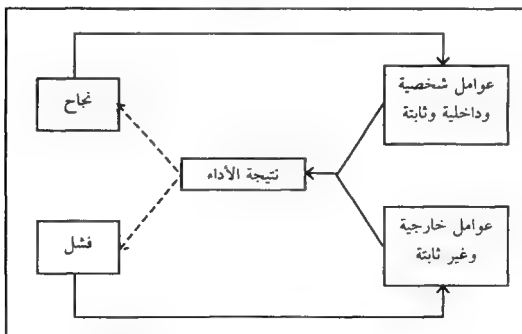 عوامل شخصية
وداخلية وثابتة
نجاح
نتيجة الأداء
عوامل خارجية
وغير ثابتة
فشل